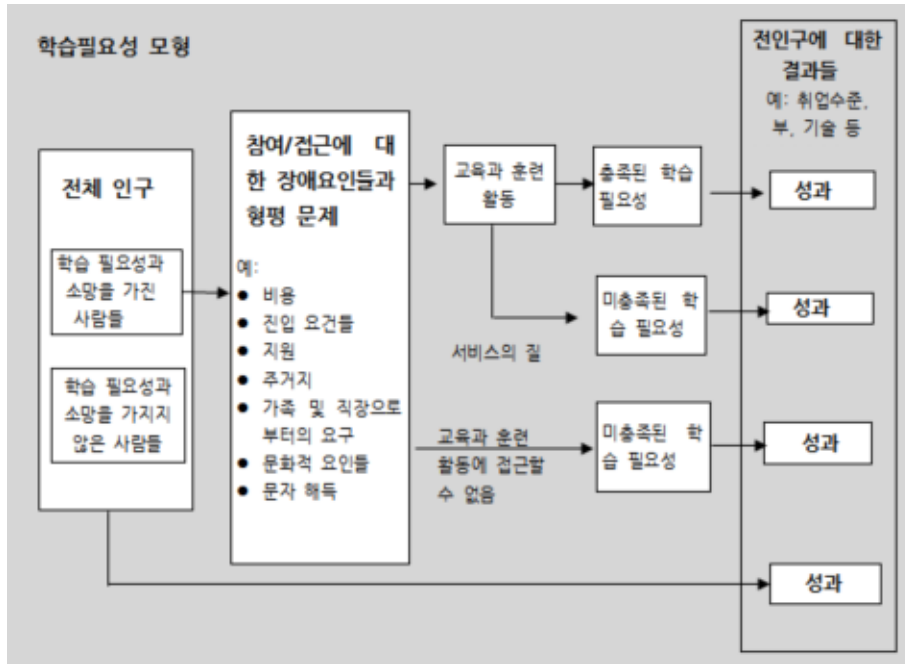 학습필요성 모형
전체 인구
학습 필요성과
소망을 가진
사람들
학습 필요성과
소망을 가지지
않은 사람들
참여/접근에 대
한 장애요인들과
형평 문제
예:
● 비용
● 진입 요건들
● 지원
● 주거지
● 가족 및 직장으로
부터의 요구
● 문화적 요인들
● 문자 해득
교육과 훈련
활동
서비스의 질
교육과 훈련
활동에 접근할
수 없음
충족된 학습
필요성
미충족된 학
습 필요성
미충족된 학
습 필요성
전인구에 대한
결과들
예: 취업수준,
부, 기술 등
성과
성과
성과
성과